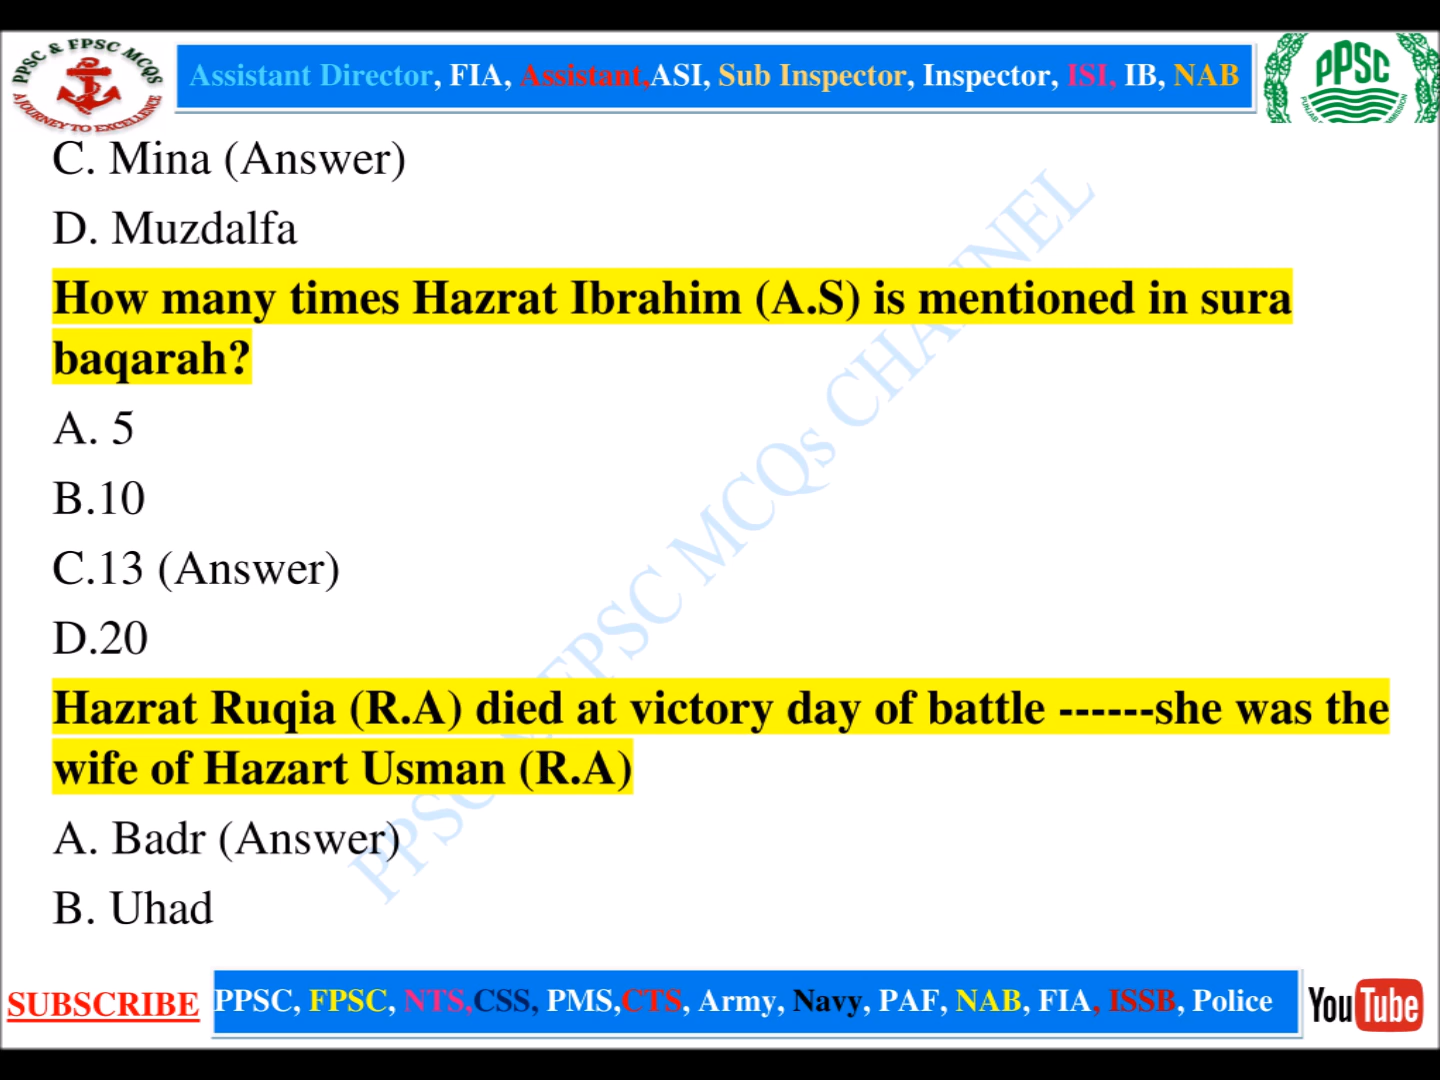 PPSC & FPSC MCQS
A JOURNEY TO EXCELLENCE
Assistant Director, FIA, Assistant,ASI, Sub Inspector, Inspector, ISI, IB, NAB
PPSC
C. Mina (Answer)
D. Muzdalfa
How many times Hazrat Ibrahim (A.S) is mentioned in sura
baqarah?
A. 5
B.10
C.13 (Answer)
D.20
Hazrat Ruqia (R.A) died at victory day of battle ------she was the
wife of Hazart Usman (R.A)
A. Badr (Answer)
B. Uhad
PPSC FPSC MCQs CHANNEL
SUBSCRIBE
PPSC, FPSC, NTS,CSS, PMS,CTS, Army, Navy, PAF, NAB, FIA, ISSB, Police
YouTube